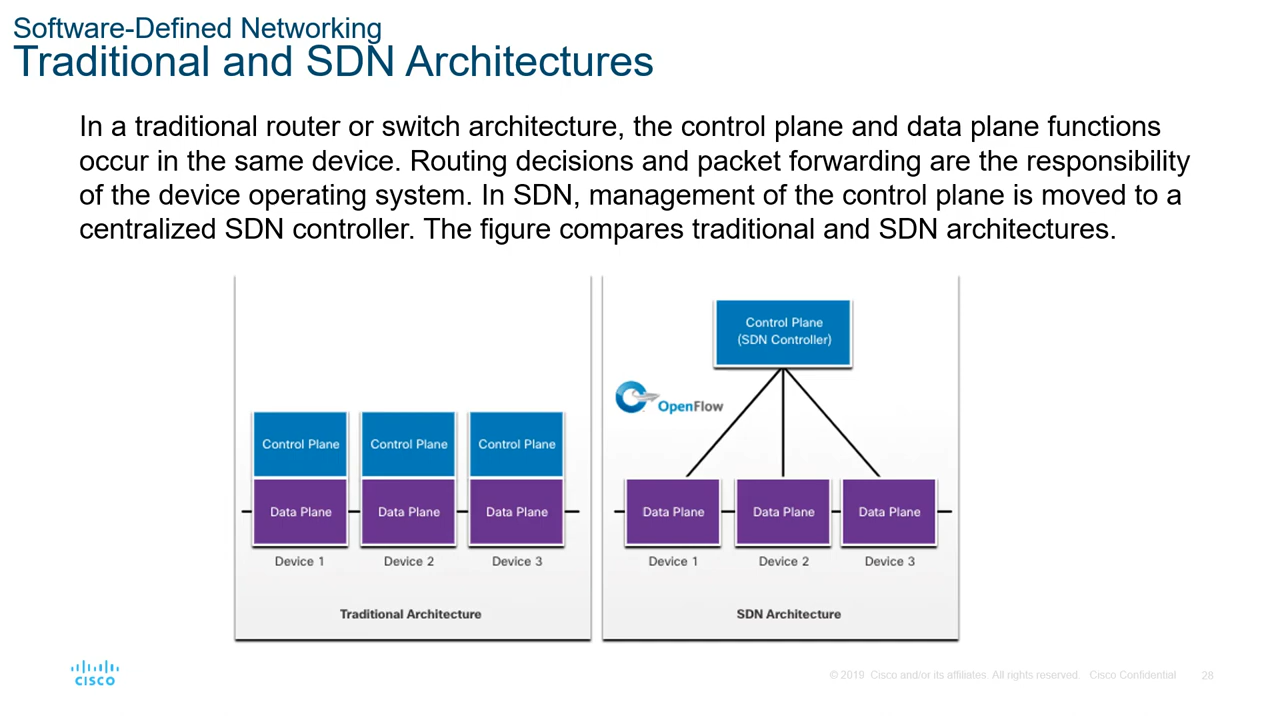 Software-Defined Networking
Traditional and SDN Architectures
In a traditional router or switch architecture, the control plane and data plane functions
occur in the same device. Routing decisions and packet forwarding are the responsibility
of the device operating system. In SDN, management of the control plane is moved to a
centralized SDN controller. The figure compares traditional and SDN architectures.
Control Plane
Control Plane
Control Plane
Data Plane
Data Plane
Data Plane
Device 1
Device 2
Device 3
Traditional Architecture
Control Plane
(SDN Controller)
OpenFlow
Data Plane
Data Plane
Data Plane
Device 1
Device 2
Device 3
SDN Architecture
CISCO
© 2019 Cisco and/or its affiliates. All rights reserved. Cisco Confidential
28